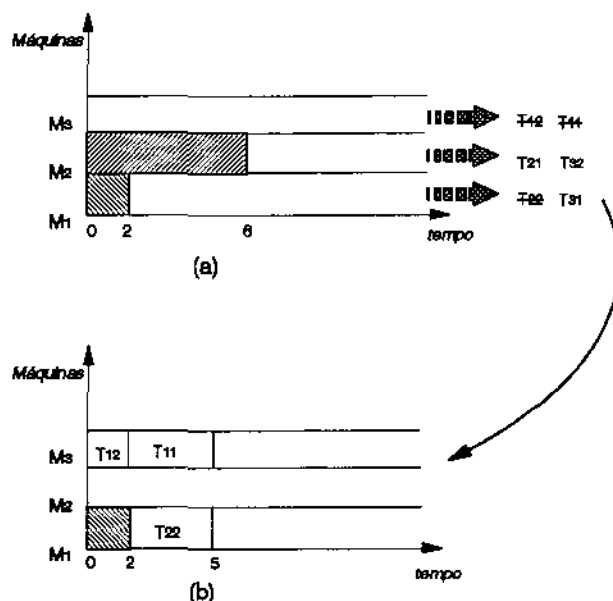 Máquinas
M3 T12 T11
M2 T21 T32
M1 T22 T31
0 2 6 tempo
(a)
Máquinas
M3 T12 T11
M2
M1 T22
0 2 5 tempo
(b)